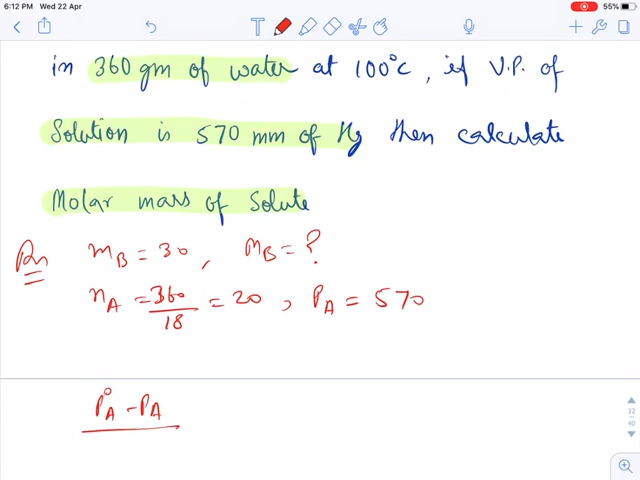 6:12 PM Wed 22 Apr
55%
T
in 360 gm of water at 100°c, if V.P. of
Solution is 570 mm of Hg then calculate
Molar mass of Solute
m_B = 30, M_B = ?
n_A = 360/18 = 20, P_A = 570
P°_A - P_A
32
40